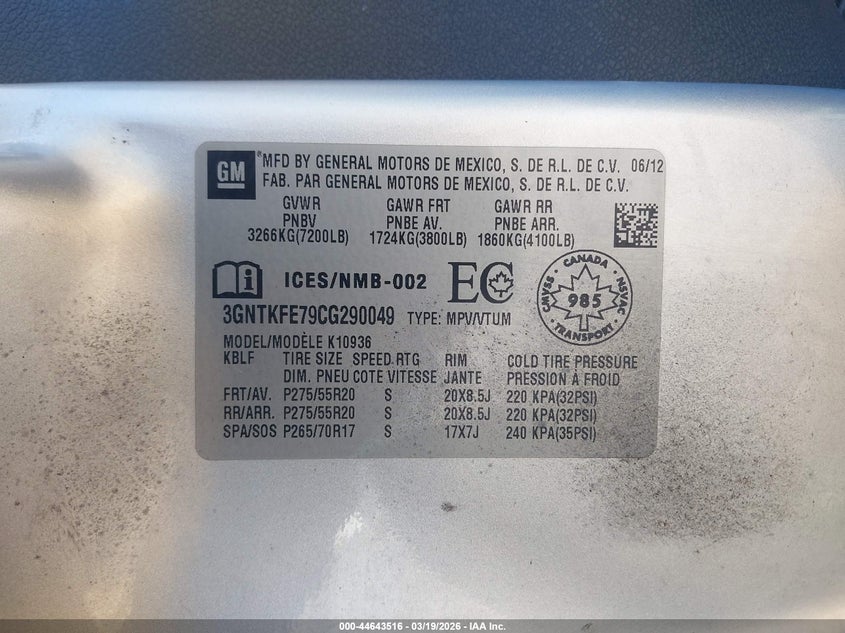 GM
®MFD BY GENERAL MOTORS DE MEXICO, S. DE R.L. DE C.V. 06/12
FAB. PAR GENERAL MOTORS DE MEXICO, S. DE R.L. DE C.V.
GVWR GAWR FRT GAWR RR
PNBV PNBE AV. PNBE ARR.
3266KG(7200LB) 1724KG(3800LB) 1860KG(4100LB)
i ICES/NMB-002 EC
CANADA
CMVSS 985 NSVAC
TRANSPORT
3GNTKFE79CG290049 TYPE: MPV/VTUM
MODEL/MODÈLE K10936
KBLF TIRE SIZE SPEED RTG RIM COLD TIRE PRESSURE
DIM. PNEU COTE VITESSE JANTE PRESSION À FROID
FRT/AV. P275/55R20 S 20X8.5J 220 KPA(32PSI)
RR/ARR. P275/55R20 S 20X8.5J 220 KPA(32PSI)
SPA/SOS P265/70R17 S 17X7J 240 KPA(35PSI)
000-44643516 | 03/19/2026 | IAA Inc.